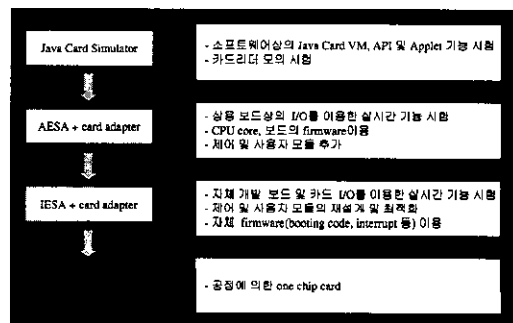 Java Card Simulator
- 소프트웨어상의 Java Card VM, API 및 Applet 기능 시험
- 카드리더 모의 시험
AESA + card adapter
- 상용 보드상의 I/O를 이용한 실시간 기능 시험
- CPU core, 보드의 firmware이용
- 제어 및 사용자 모듈 추가
IESA + card adapter
- 자체 개발 보드 및 카드 I/O를 이용한 실시간 기능 시험
- 제어 및 사용자 모듈의 재설계 및 최적화
- 자체 firmware(booting code, interrupt 등) 이용
- 공정에 의한 one chip card